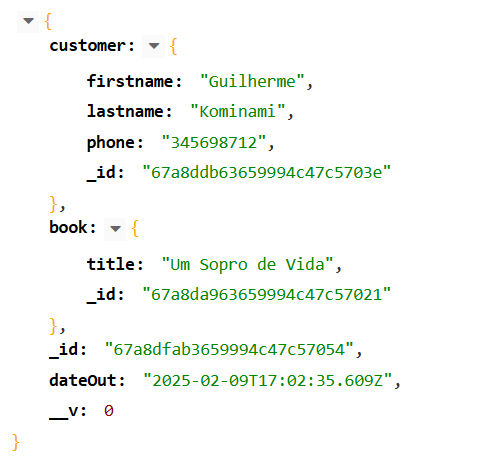 {
customer: {
firstname: "Guilherme",
lastname: "Kominami",
phone: "345698712",
_id: "67a8ddb63659994c47c5703e"
},
book: {
title: "Um Sopro de Vida",
_id: "67a8da963659994c47c57021"
},
_id: "67a8dfab3659994c47c57054",
dateOut: "2025-02-09T17:02:35.609Z",
__v: 0
}